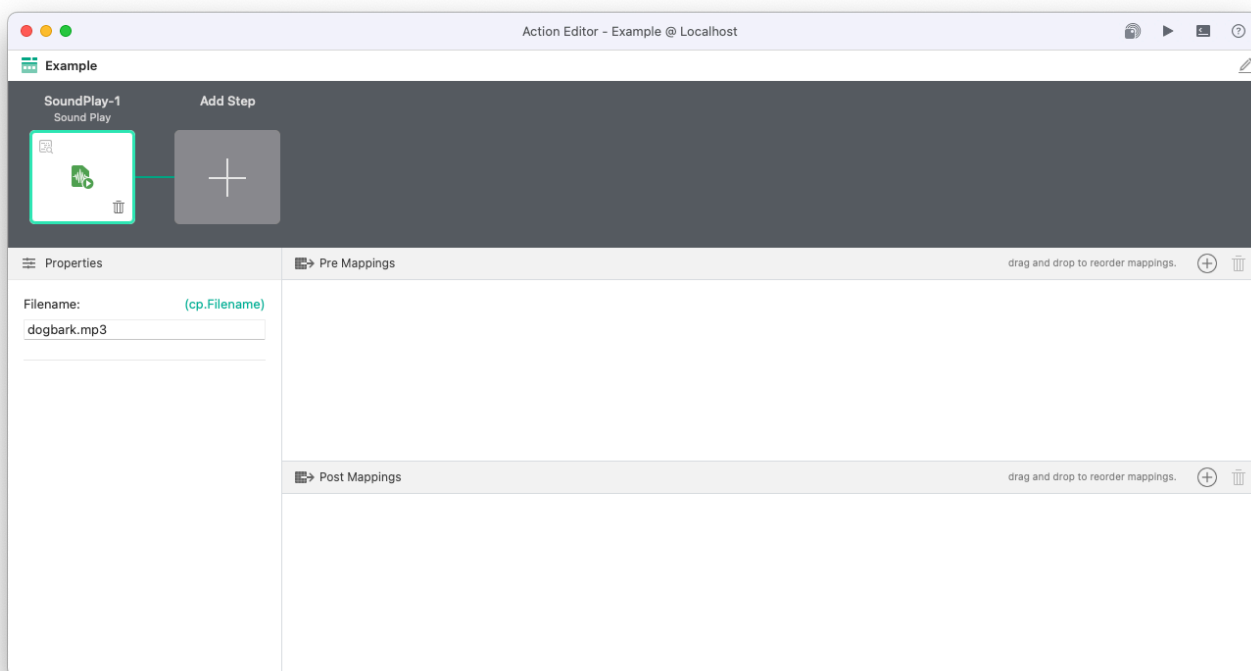 Action Editor - Example @ Localhost
Example
SoundPlay-1
Sound Play
Add Step
Properties
Filename: (cp.Filename)
dogbark.mp3
Pre Mappings drag and drop to reorder mappings.
Post Mappings drag and drop to reorder mappings.